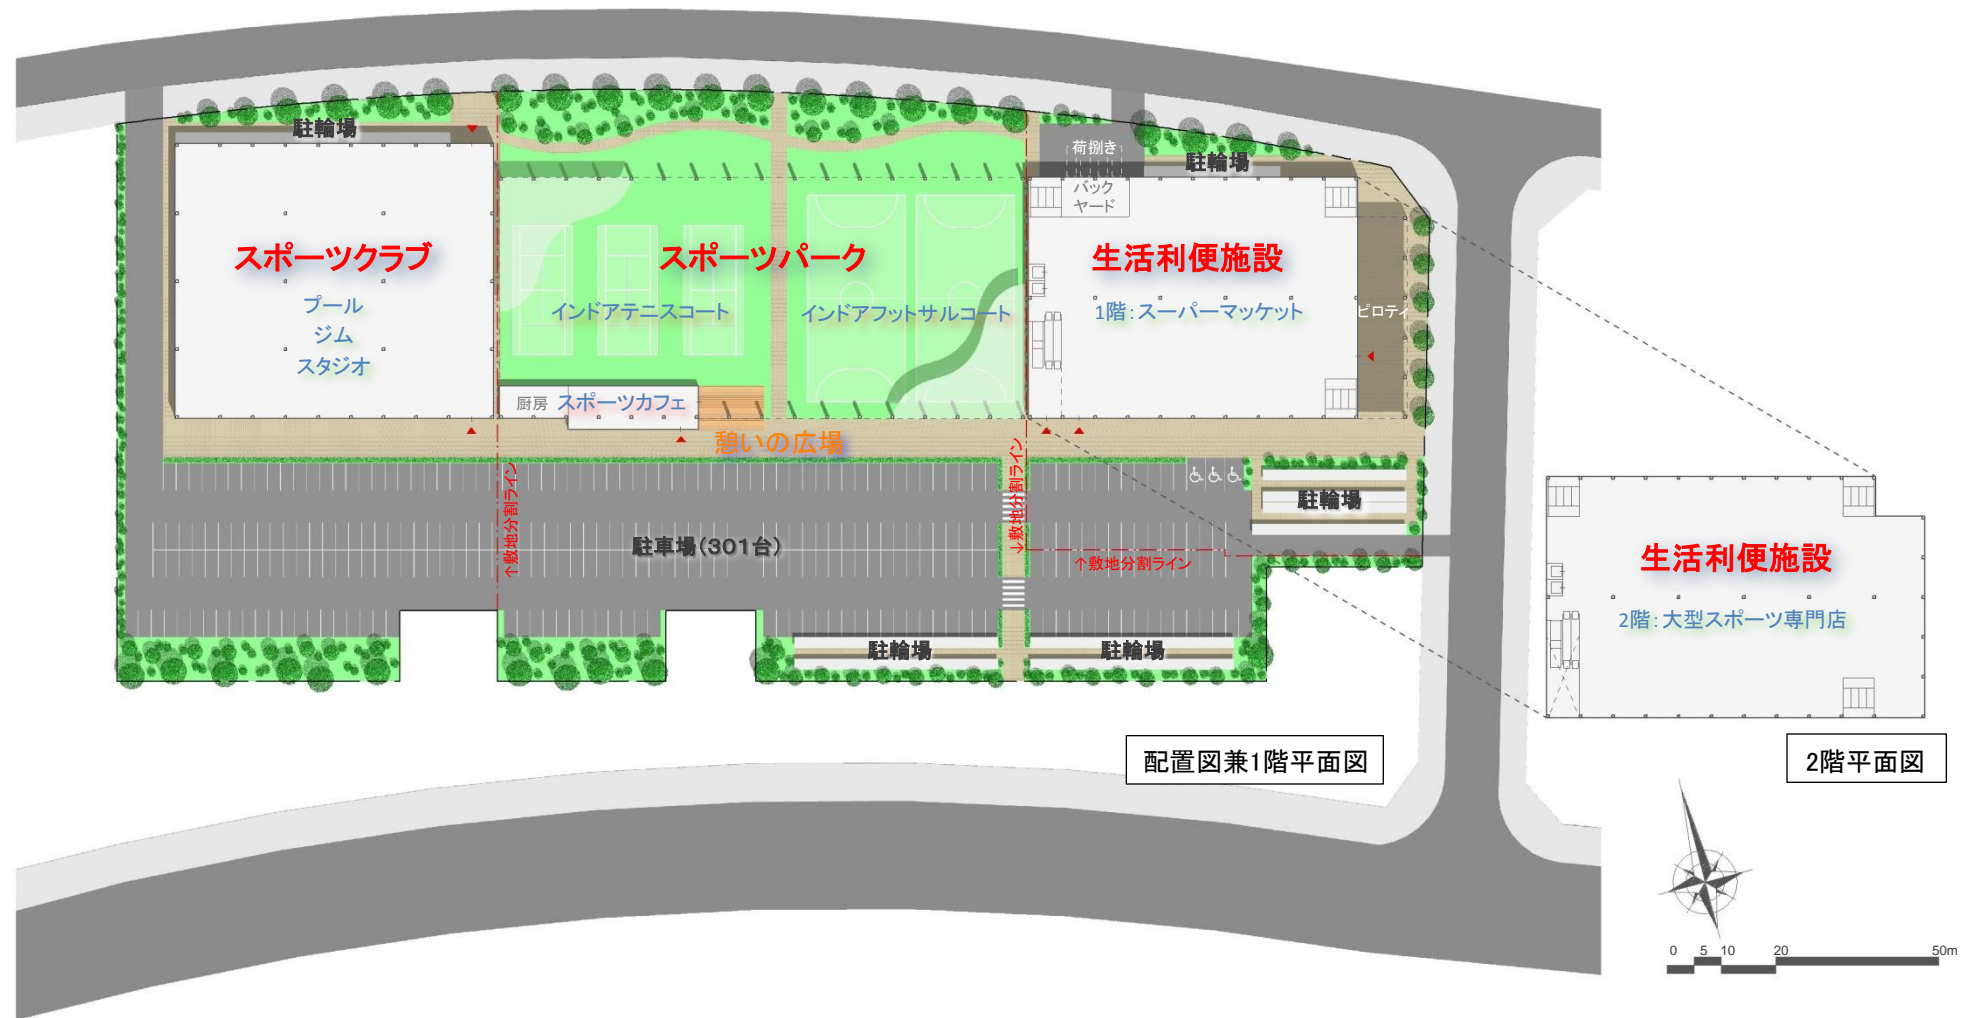 駐輪場
荷捌き
駐輪場
バック
ヤード
スポーツクラブ
プール
ジム
スタジオ
スポーツパーク
インドアテニスコート
インドアフットサルコート
生活利便施設
1階：スーパーマッケット
ピロティ
厨房
スポーツカフェ
憩いの広場
↑敷地分割ライン
↓敷地分割ライン
駐輪場
駐車場（301台）
↑敷地分割ライン
駐輪場
駐輪場
生活利便施設
2階：大型スポーツ専門店
配置図兼1階平面図
2階平面図
0 5 10 20 50m